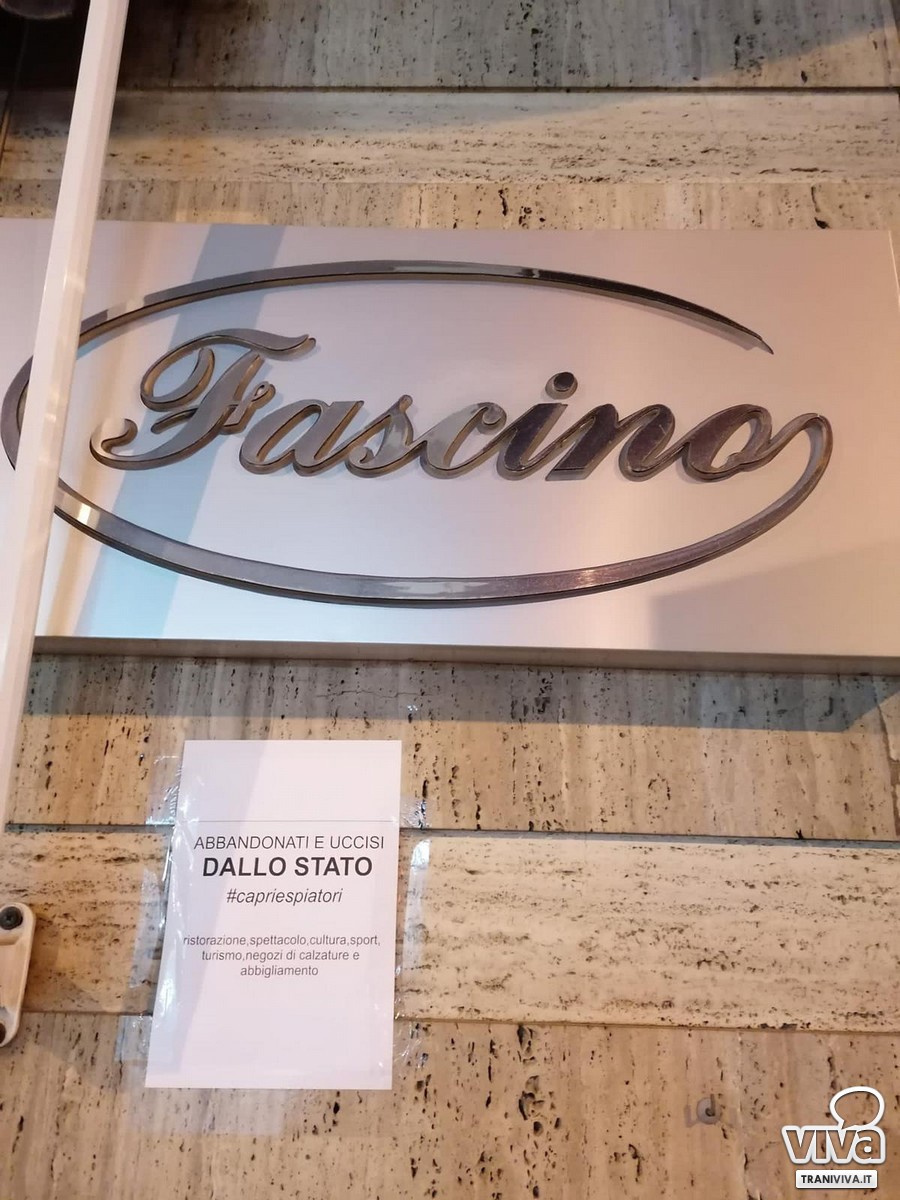 Fascino
ABBANDONATI E UCCISI
DALLO STATO
#capriespiatori
ristorazione,spettacolo,cultura,sport,
turismo,negozi di calzature e
abbigliamento
viva
TRANIVIVA.IT